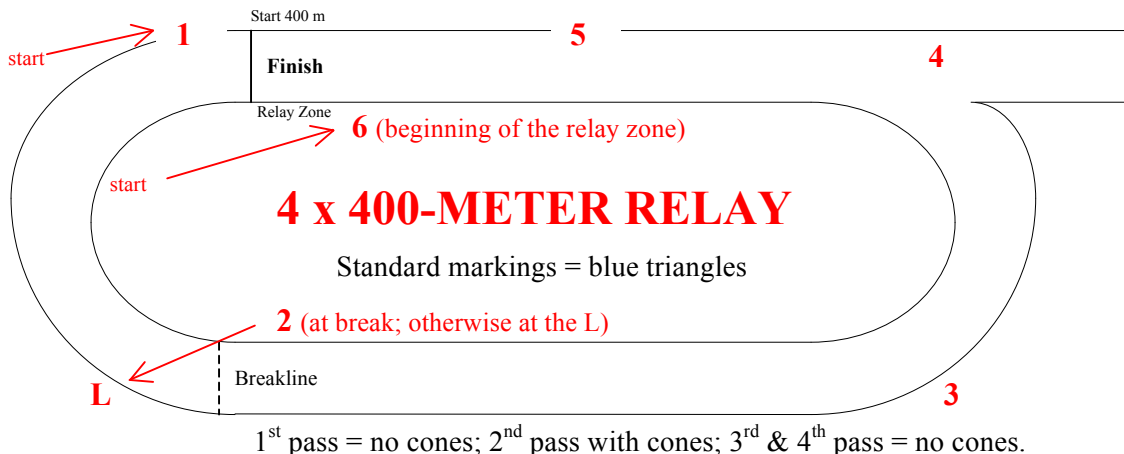 Start 400 m
1
5
4
start
Finish
Relay Zone
6 (beginning of the relay zone)
start
4 x 400-METER RELAY
Standard markings = blue triangles
2 (at break; otherwise at the L)
Breakline
L
3
1st pass = no cones; 2nd pass with cones; 3rd & 4th pass = no cones.